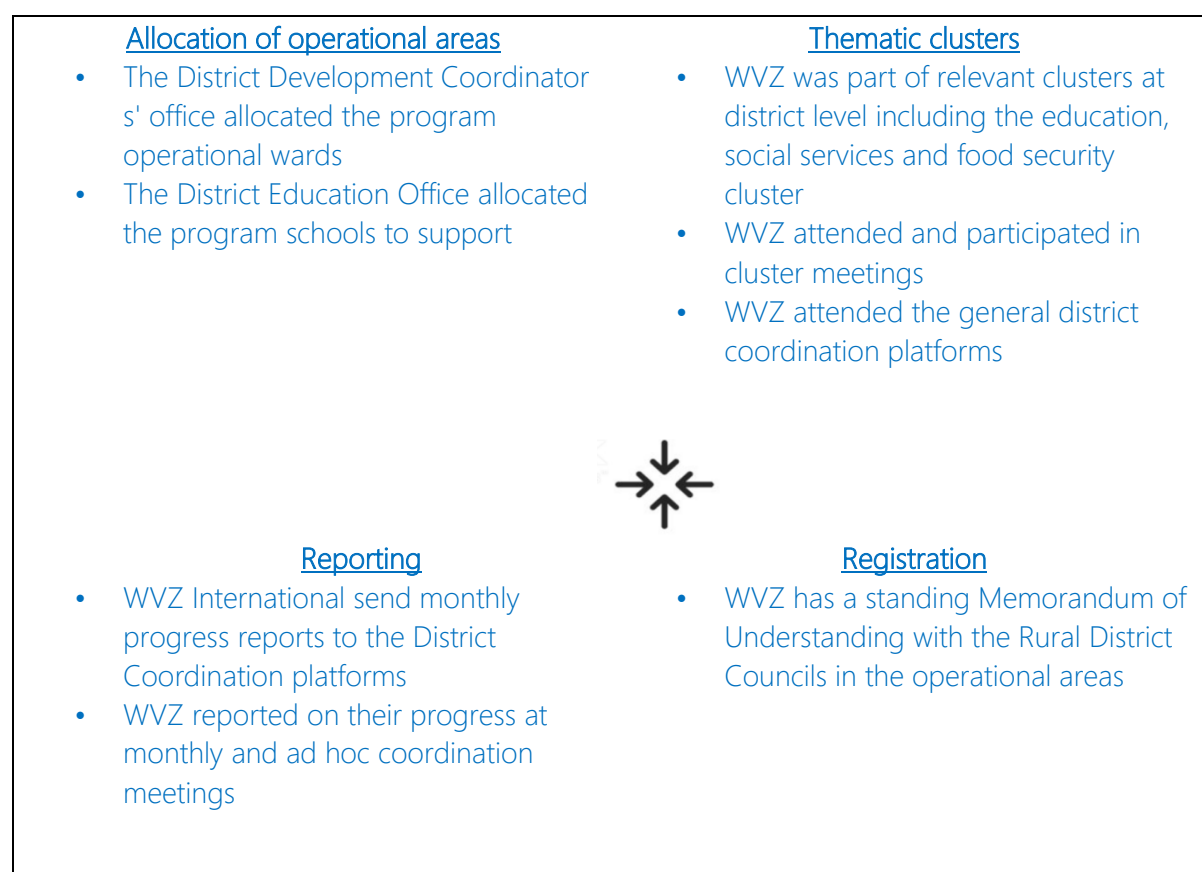 Allocation of operational areas
• The District Development Coordinator
s' office allocated the program
operational wards
• The District Education Office allocated
the program schools to support
Thematic clusters
• WVZ was part of relevant clusters at
district level including the education,
social services and food security
cluster
• WVZ attended and participated in
cluster meetings
• WVZ attended the general district
coordination platforms
Reporting
• WVZ International send monthly
progress reports to the District
Coordination platforms
• WVZ reported on their progress at
monthly and ad hoc coordination
meetings
Registration
• WVZ has a standing Memorandum of
Understanding with the Rural District
Councils in the operational areas